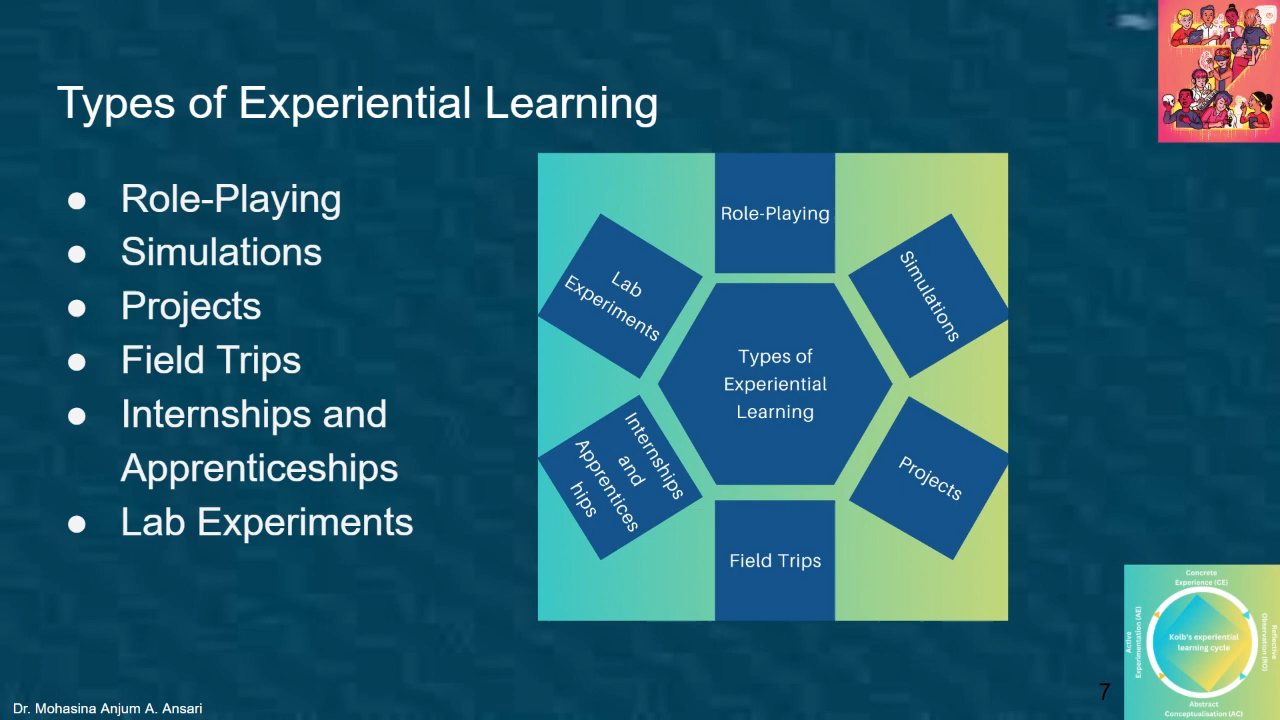 Types of Experiential Learning
● Role-Playing
● Simulations
● Projects
● Field Trips
● Internships and
Apprenticeships
● Lab Experiments
Role-Playing
Simulations
Projects
Field Trips
Internships
and
Apprentices
hips
Lab
Experiments
Types of
Experiential
Learning
Concrete
Experience (CE)
Active
Experimentation (AE)
Kolb's experiential
learning cycle
Reflective
Observation (RO)
Abstract
Conceptualisation (AC)
7
Dr. Mohasina Anjum A. Ansari